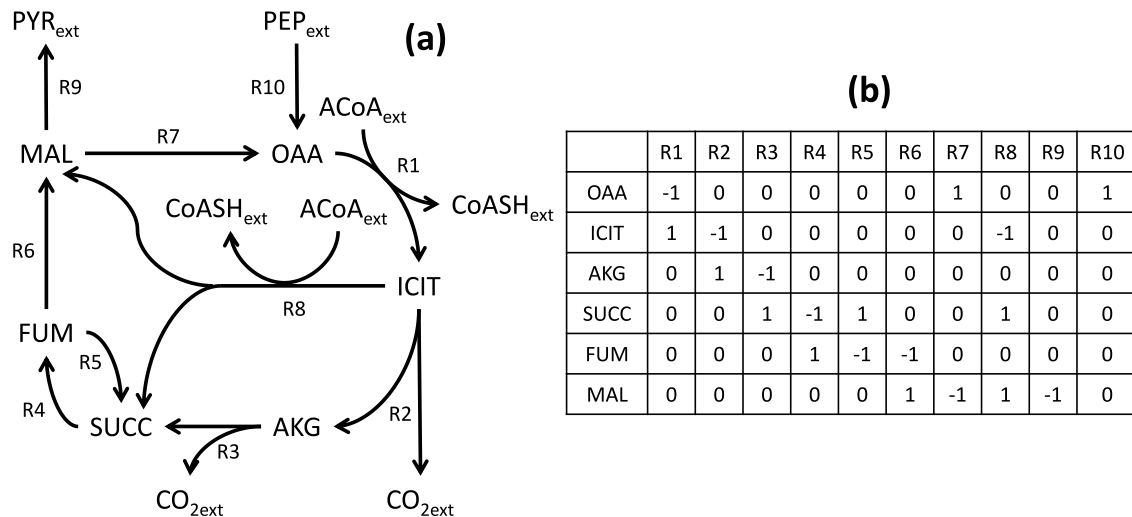 PYRext
PEPext
(a)
R9
R10
ACoAext
MAL
R7
OAA
R1
CoASHext
ACoAext
CoASHext
R6
ICIT
R8
FUM
R5
R4
R2
SUCC
AKG
R3
CO2ext
CO2ext
(b)
R1 R2 R3 R4 R5 R6 R7 R8 R9 R10
OAA -1 0 0 0 0 0 1 0 0 1
ICIT 1 -1 0 0 0 0 0 -1 0 0
AKG 0 1 -1 0 0 0 0 0 0 0
SUCC 0 0 1 -1 1 0 0 1 0 0
FUM 0 0 0 1 -1 -1 0 0 0 0
MAL 0 0 0 0 0 1 -1 1 -1 0